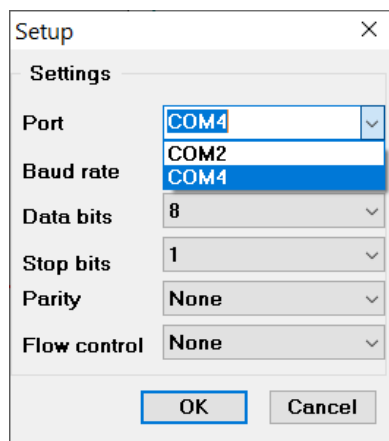 Setup
Settings
Port COM4
COM2
Baud rate
COM4
Data bits 8
Stop bits 1
Parity None
Flow control None
OK Cancel